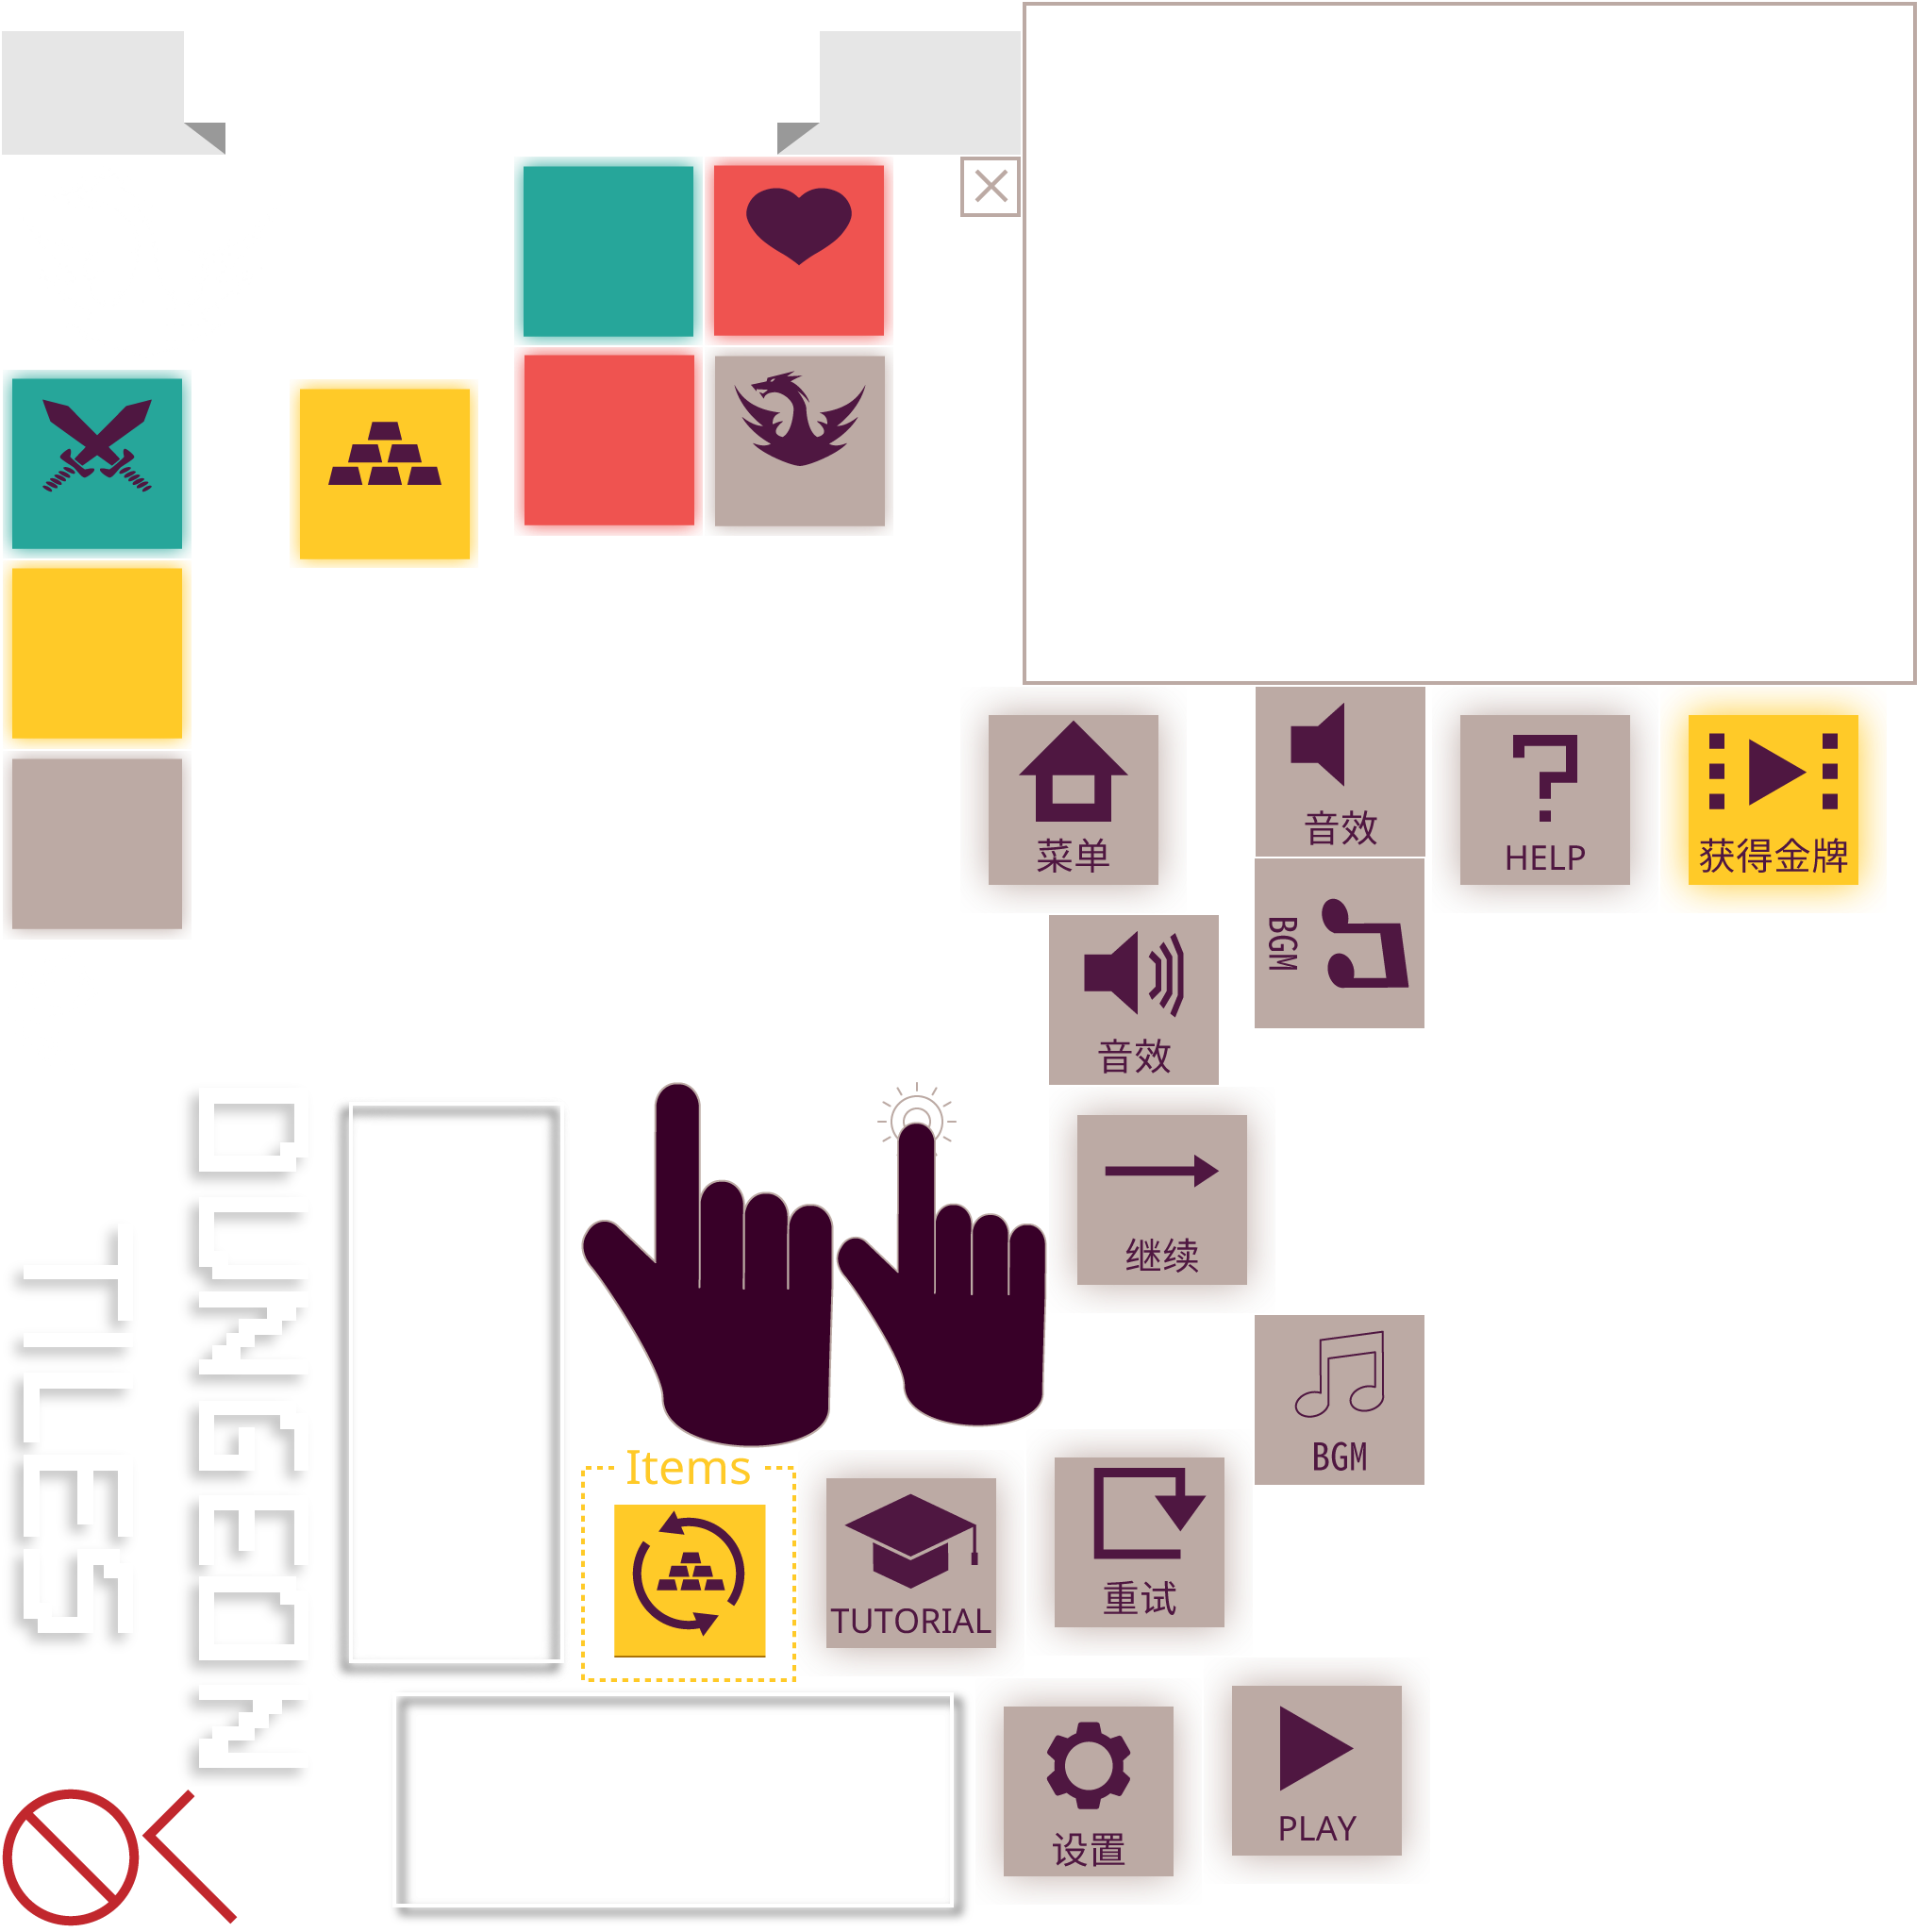 菜单
音效
HELP
获得金牌
BGM
音效
继续
BGM
DUNGEON
TILES
Items
TUTORIAL
重试
设置
PLAY